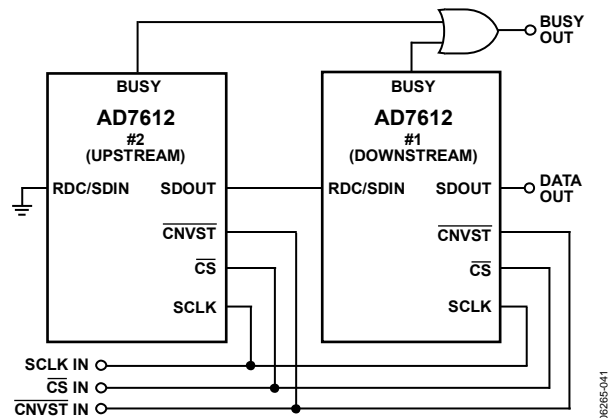 BUSY
OUT
BUSY
AD7612
#2
(UPSTREAM)
RDC/SDIN
SDOUT
CNVST
CS
SCLK
BUSY
AD7612
#1
(DOWNSTREAM)
RDC/SDIN
SDOUT
CNVST
CS
SCLK
DATA
OUT
SCLK IN
CS IN
CNVST IN
06265-041